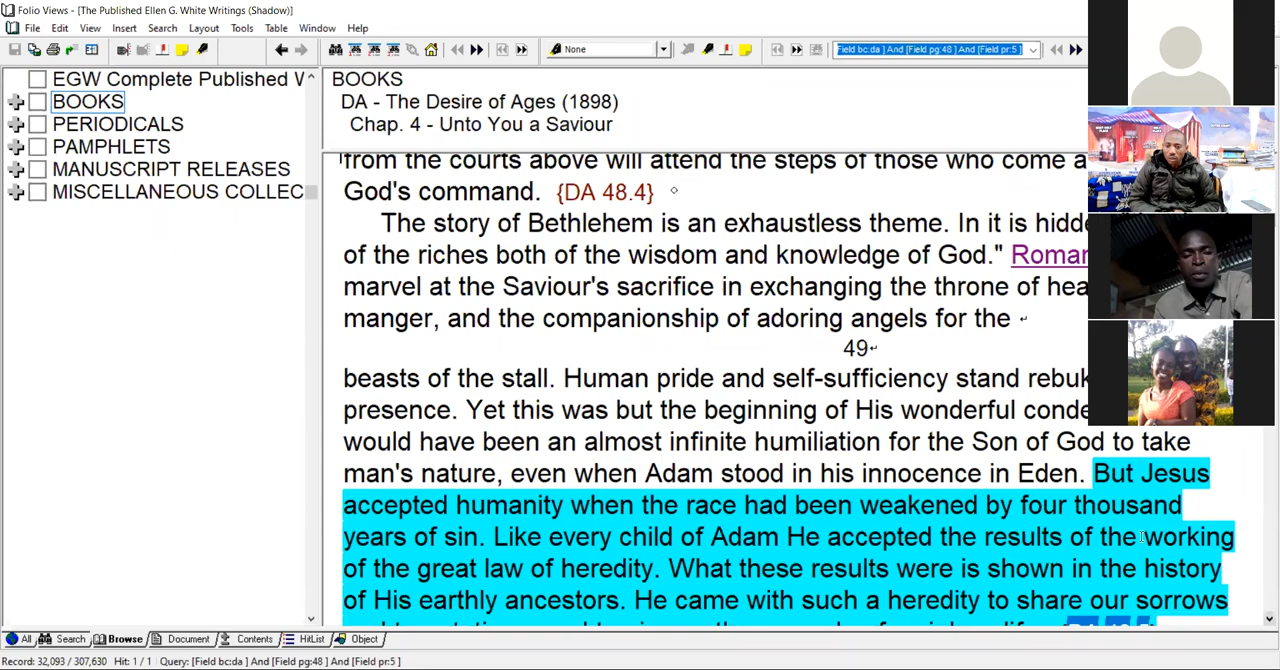 Folio Views - [The Published Ellen G. White Writings (Shadow)]
File Edit View Insert Search Layout Tools Table Window Help
None
[Field bc:da ] And [Field pg:48 ] And [Field pr:5 ]
EGW Complete Published W
BOOKS
PERIODICALS
PAMPHLETS
MANUSCRIPT RELEASES
MISCELLANEOUS COLLEC
BOOKS
DA - The Desire of Ages (1898)
Chap. 4 - Unto You a Saviour
from the courts above will attend the steps of those who come a
God's command. {DA 48.4}
The story of Bethlehem is an exhaustless theme. In it is hidde
of the riches both of the wisdom and knowledge of God." Roman
marvel at the Saviour's sacrifice in exchanging the throne of hea
manger, and the companionship of adoring angels for the
49
beasts of the stall. Human pride and self-sufficiency stand rebuk
presence. Yet this was but the beginning of His wonderful conde
would have been an almost infinite humiliation for the Son of God to take
man's nature, even when Adam stood in his innocence in Eden. But Jesus
accepted humanity when the race had been weakened by four thousand
years of sin. Like every child of Adam He accepted the results of the working
of the great law of heredity. What these results were is shown in the history
of His earthly ancestors. He came with such a heredity to share our sorrows
All Search Browse Document Contents HitList Object
Record: 32,093 / 307,630 Hit: 1 / 1 Query: [Field bc:da ] And [Field pg:48 ] And [Field pr:5 ]